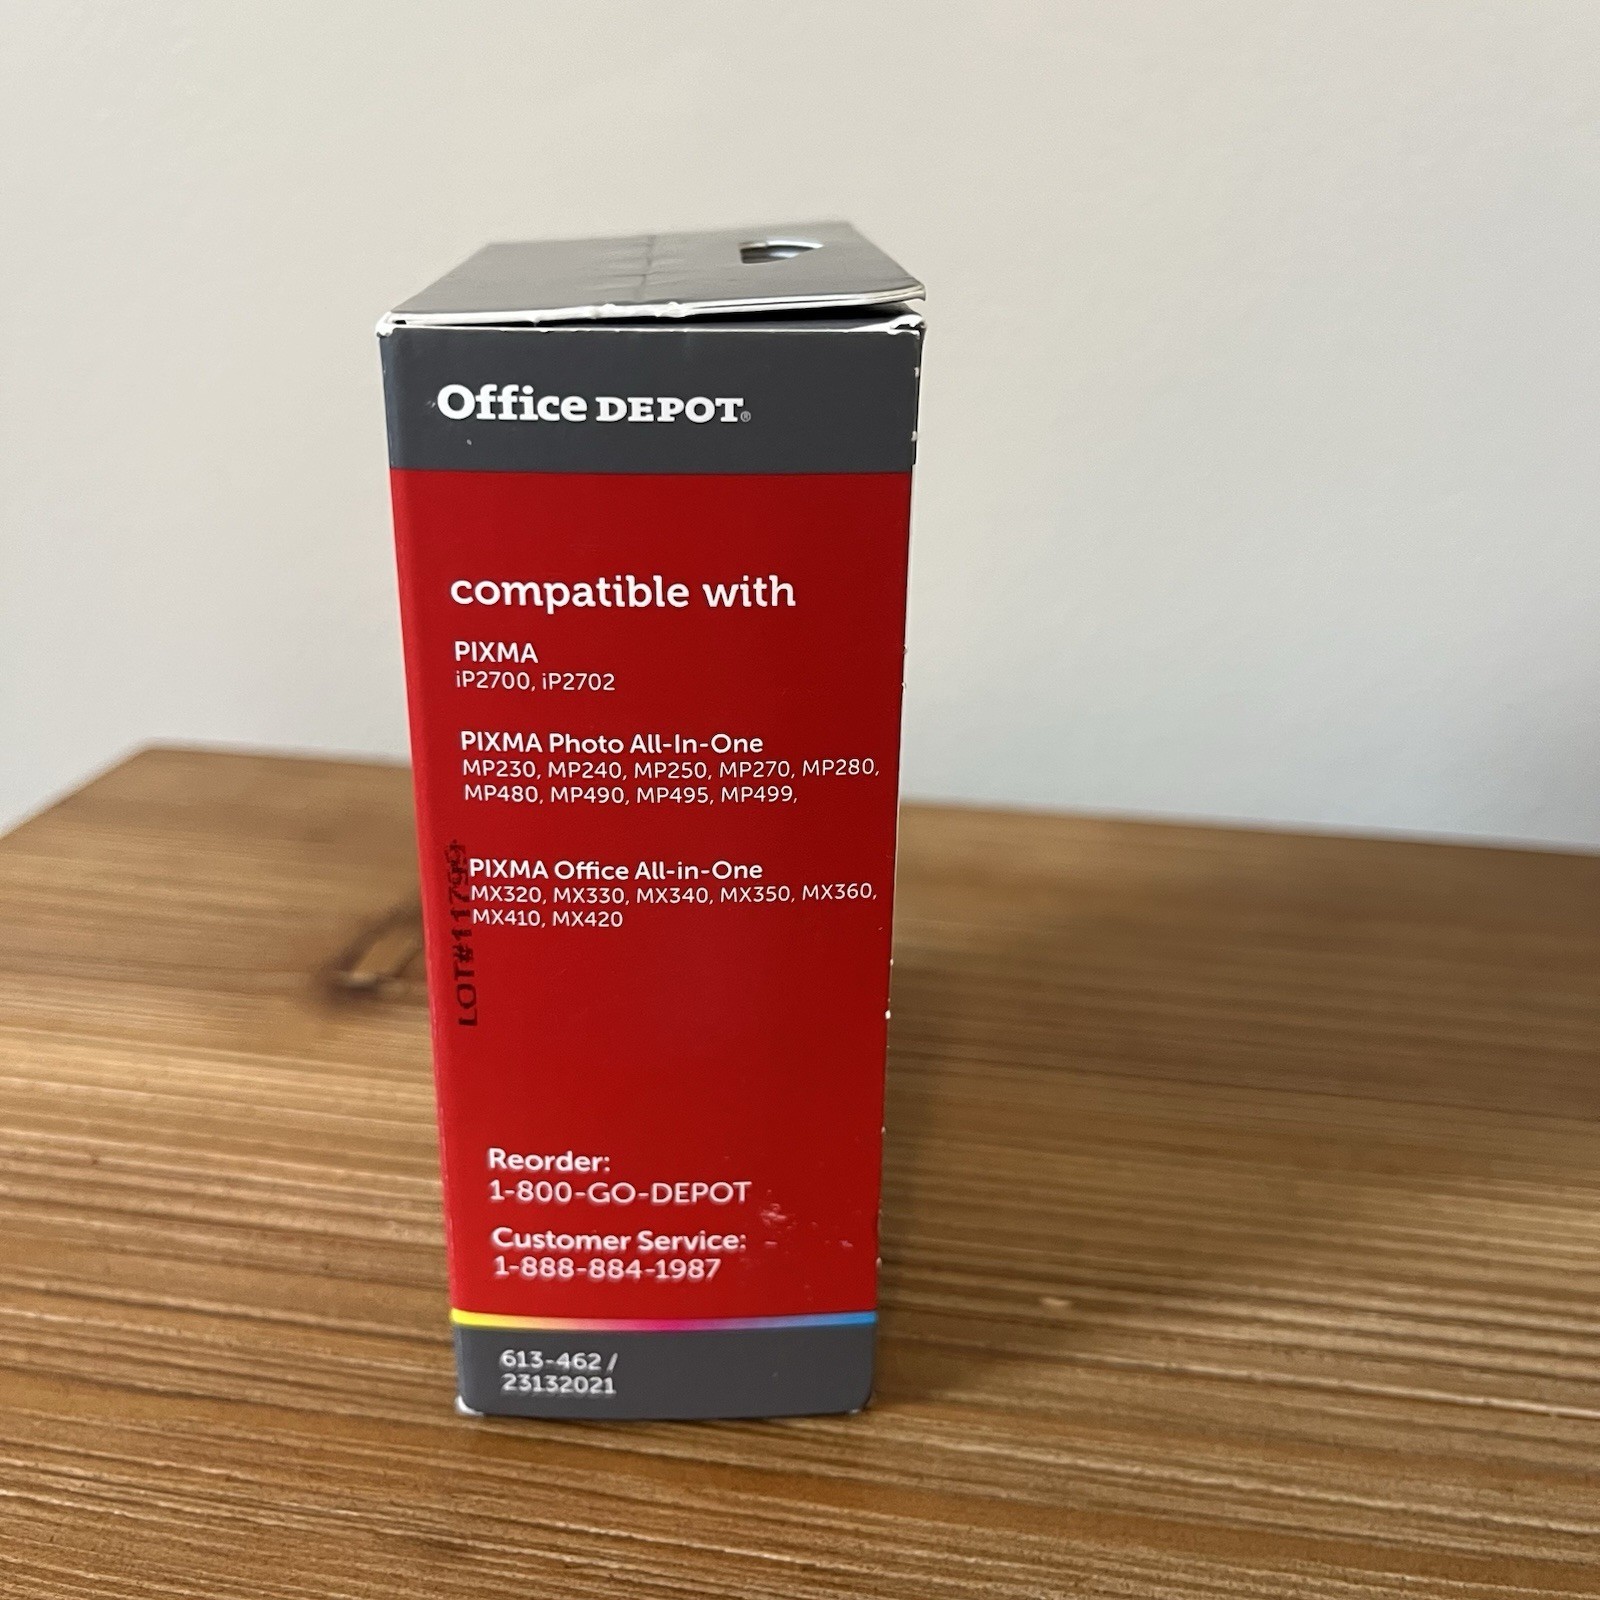 Office DEPOT®
compatible with
PIXMA
iP2700, iP2702
PIXMA Photo All-In-One
MP230, MP240, MP250, MP270, MP280,
MP480, MP490, MP495, MP499,
PIXMA Office All-in-One
MX320, MX330, MX340, MX350, MX360,
MX410, MX420
LOT#11799
Reorder:
1-800-GO-DEPOT
Customer Service:
1-888-884-1987
613-462 /
23132021